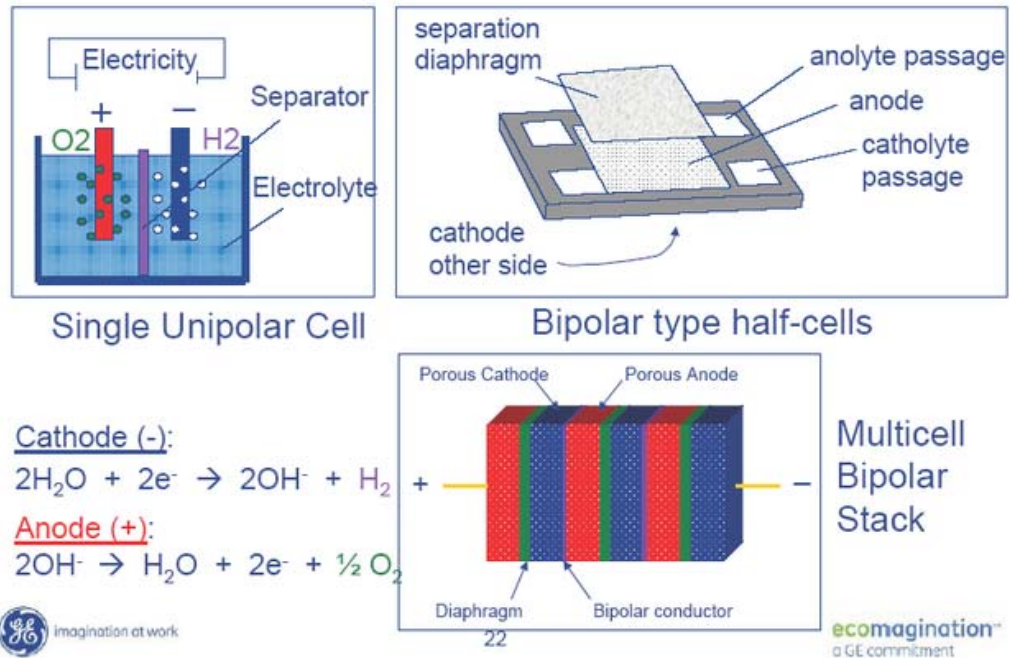 Electricity
+
−
O2
H2
Separator
Electrolyte
Single Unipolar Cell
separation
diaphragm
anolyte passage
anode
catholyte
passage
cathode
other side
Bipolar type half-cells
Cathode (-):
2H₂O + 2e⁻ → 2OH⁻ + H₂
Anode (+):
2OH⁻ → H₂O + 2e⁻ + ½ O₂
Porous Cathode
Porous Anode
+
−
Diaphragm
Bipolar conductor
Multicell
Bipolar
Stack
GE
imagination at work
22
ecomagination™
a GE commitment